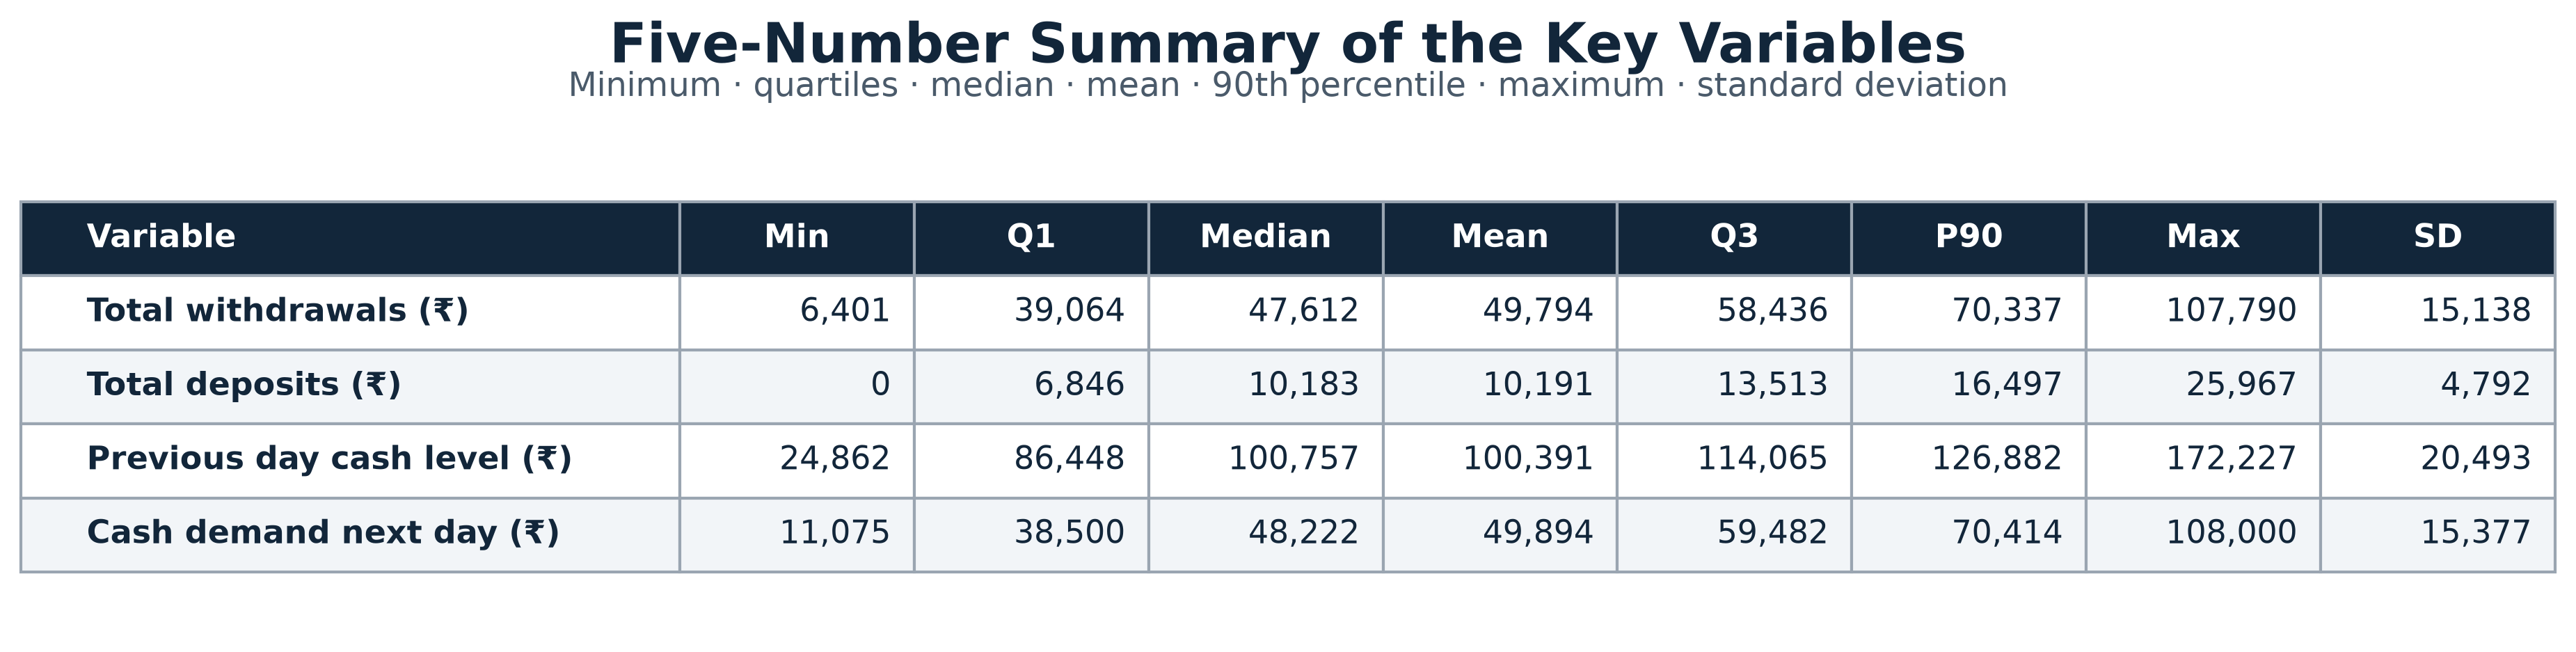 Five-Number Summary of the Key Variables
Minimum · quartiles · median · mean · 90th percentile · maximum · standard deviation
Variable Min Q1 Median Mean Q3 P90 Max SD
Total withdrawals (₹) 6,401 39,064 47,612 49,794 58,436 70,337 107,790 15,138
Total deposits (₹) 0 6,846 10,183 10,191 13,513 16,497 25,967 4,792
Previous day cash level (₹) 24,862 86,448 100,757 100,391 114,065 126,882 172,227 20,493
Cash demand next day (₹) 11,075 38,500 48,222 49,894 59,482 70,414 108,000 15,377